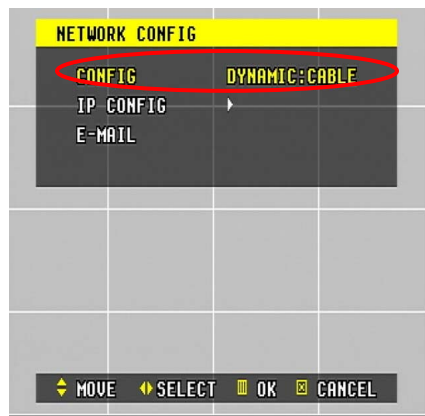 NETWORK CONFIG
CONFIG DYNAMIC:CABLE
IP CONFIG
E-MAIL
MOVE SELECT OK CANCEL